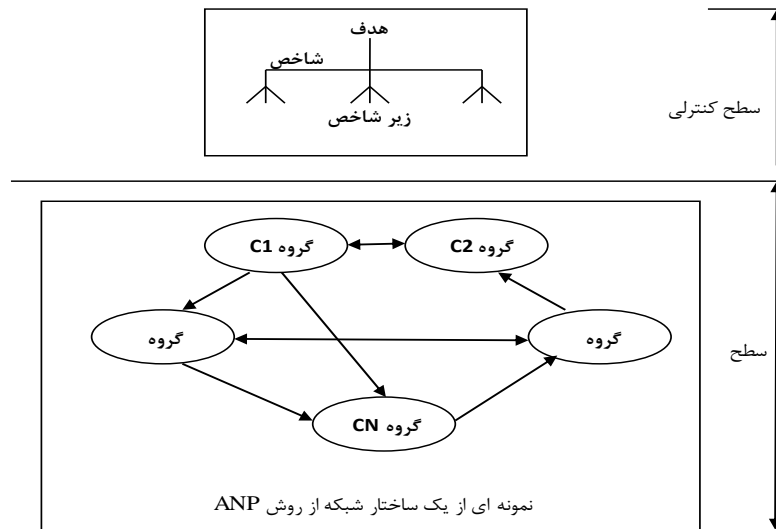 هدف
شاخص
زیر شاخص
سطح کنترلی
گروه C1
گروه C2
گروه
گروه
گروه CN
سطح
نمونه ای از یک ساختار شبکه از روش ANP